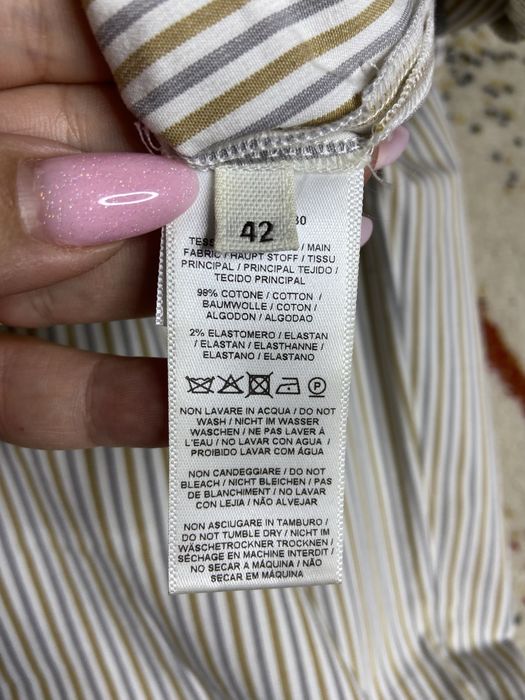 42
30
MAIN
FABRIC / HAUPT STOFF / TISSU
PRINCIPAL / PRINCIPAL TEJIDO /
TECIDO PRINCIPAL
98% COTONE / COTTON /
BAUMWOLLE / COTON /
ALGODON / ALGODAO
2% ELASTOMERO / ELASTAN
/ ELASTAN / ELASTHANNE /
ELASTANO / ELASTANO
P
NON LAVARE IN ACQUA / DO NOT
WASH / NICHT IM WASSER
WASCHEN / NE PAS LAVER À
L'EAU / NO LAVAR CON AGUA /
PROIBIDO LAVAR COM ÁGUA
NON CANDEGGIARE / DO NOT
BLEACH / NICHT BLEICHEN / PAS
DE BLANCHIMENT / NO LAVAR
CON LEJIA / NÃO ALVEJAR
NON ASCIUGARE IN TAMBURO /
DO NOT TUMBLE DRY / NICHT IM
WÄSCHETROCKNER TROCKNEN /
SÉCHAGE EN MACHINE INTERDIT /
NO SECAR A MÁQUINA / NÃO
SECAR EM MÁQUINA